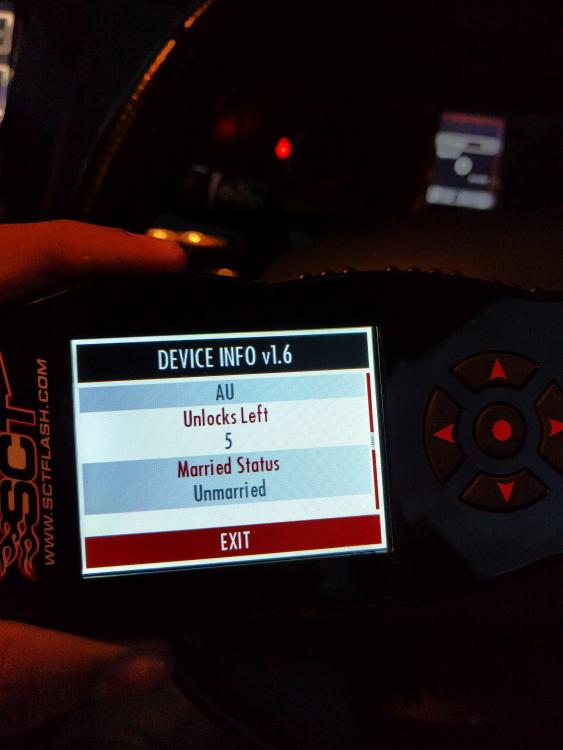 DEVICE INFO v1.6
AU
Unlocks Left
5
Married Status
Unmarried
EXIT
SCT
WWW.SCTFLASH.COM